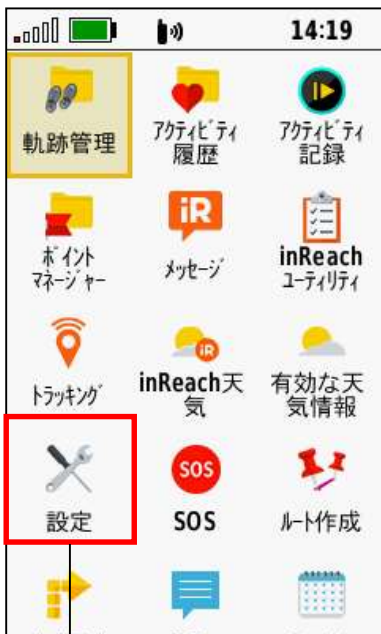 14:19
軌跡管理
ｱｸﾃｨﾋﾞﾃｨ
履歴
ｱｸﾃｨﾋﾞﾃｨ
記録
ﾎﾟｲﾝﾄ
ﾏﾈｰｼﾞｬｰ
iR
ﾒｯｾｰｼﾞ
inReach
ﾕｰﾃｨﾘﾃｨ
ﾄﾗｯｷﾝｸﾞ
iR
inReach天
気
有効な天
気情報
設定
SOS
SOS
ﾙｰﾄ作成